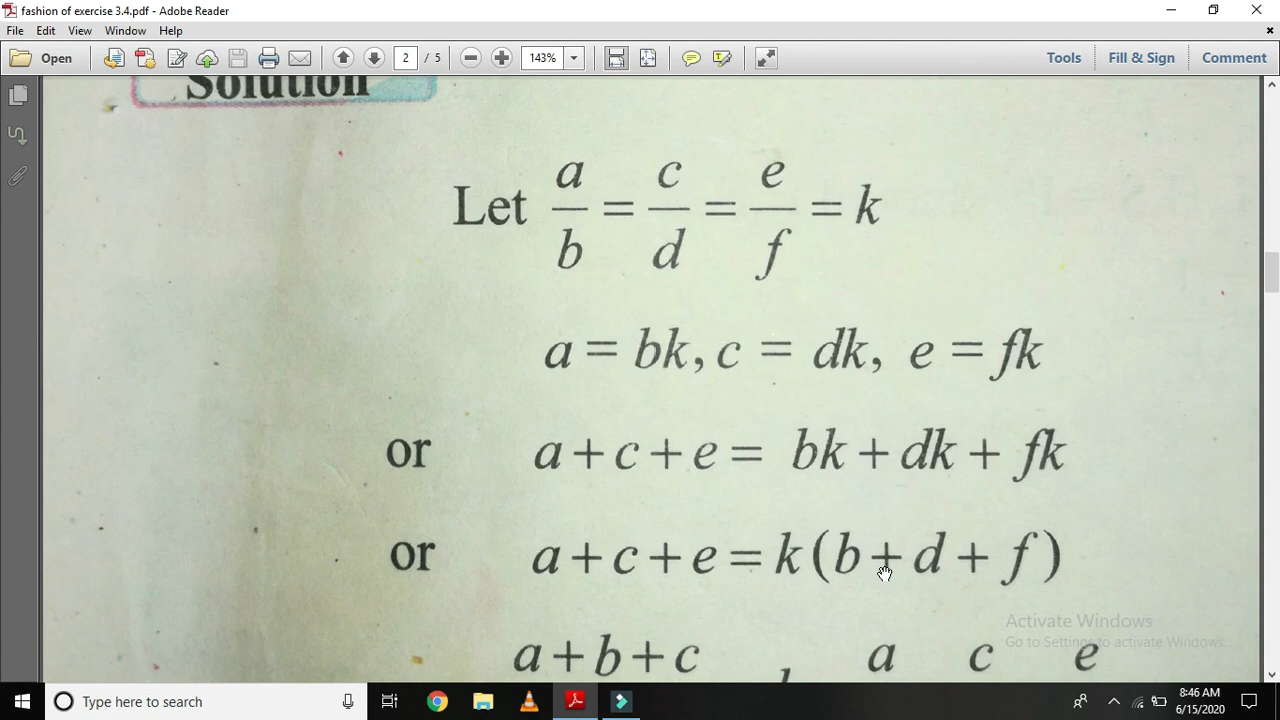 fashion of exercise 3.4.pdf - Adobe Reader
File Edit View Window Help
Open 2 / 5 143% Tools Fill & Sign Comment
Solution
Let a/b = c/d = e/f = k
a = bk, c = dk, e = fk
or a + c + e = bk + dk + fk
or a + c + e = k(b + d + f)
a + b + c a c e
Activate Windows
Go to Settings to activate Windows.
Type here to search
8:46 AM
6/15/2020